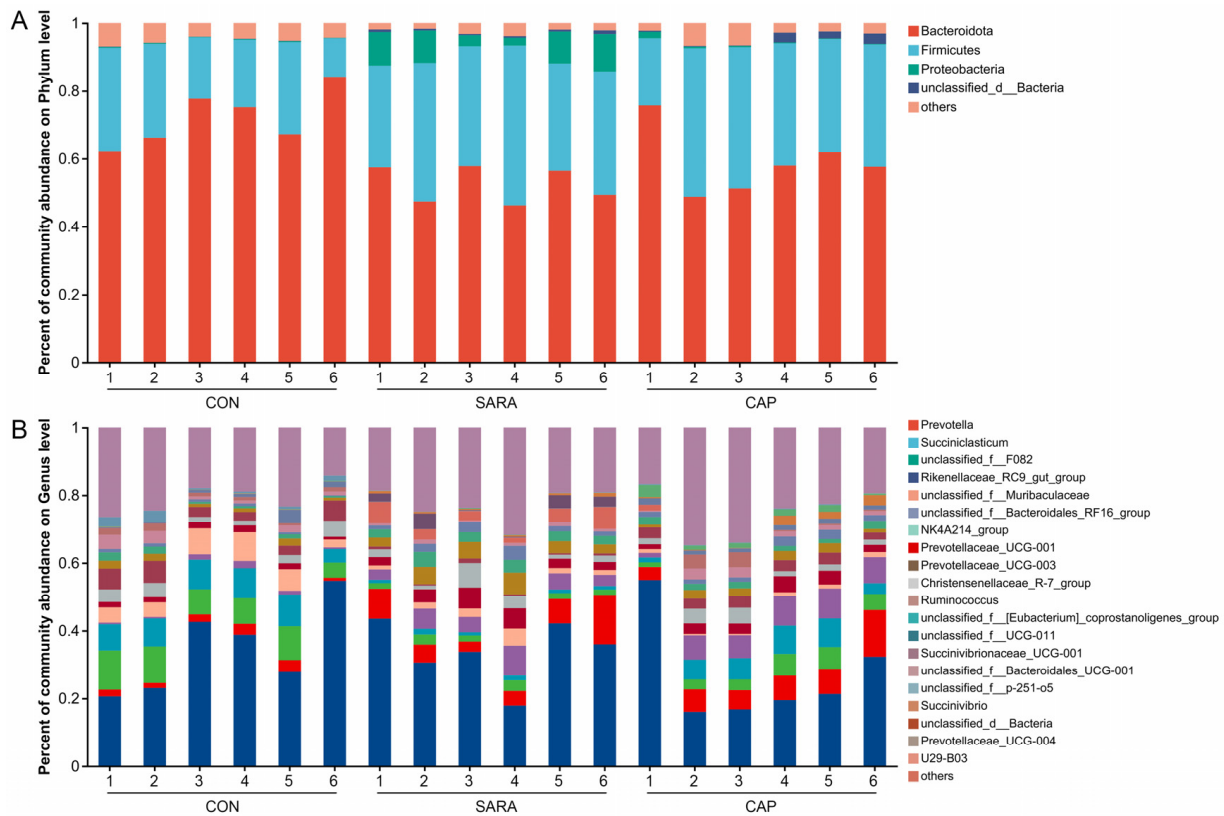 A
Percent of community abundance on Phylum level
1
0.8
0.6
0.4
0.2
0
1 2 3 4 5 6 1 2 3 4 5 6 1 2 3 4 5 6
CON SARA CAP
Bacteroidota
Firmicutes
Proteobacteria
unclassified_d__Bacteria
others
B
Percent of community abundance on Genus level
1
0.8
0.6
0.4
0.2
0
1 2 3 4 5 6 1 2 3 4 5 6 1 2 3 4 5 6
CON SARA CAP
Prevotella
Succiniclasticum
unclassified_f__F082
Rikenellaceae_RC9_gut_group
unclassified_f__Muribaculaceae
unclassified_f__Bacteroidales_RF16_group
NK4A214_group
Prevotellaceae_UCG-001
Prevotellaceae_UCG-003
Christensenellaceae_R-7_group
Ruminococcus
unclassified_f__[Eubacterium]_coprostanoligenes_group
unclassified_f__UCG-011
Succinivibrionaceae_UCG-001
unclassified_f__Bacteroidales_UCG-001
unclassified_f__p-251-o5
Succinivibrio
unclassified_d__Bacteria
Prevotellaceae_UCG-004
U29-B03
others